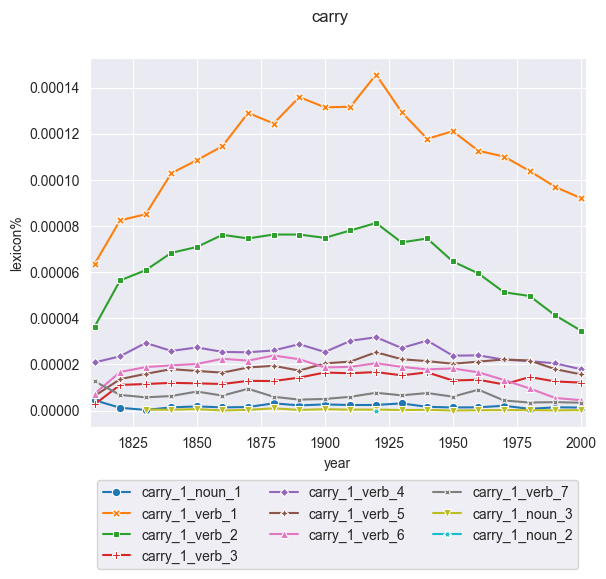 carry
0.00014
0.00012
0.00010
0.00008
0.00006
0.00004
0.00002
0.00000
lexicon%
1825 1850 1875 1900 1925 1950 1975 2000
year
carry_1_noun_1 carry_1_verb_4 carry_1_verb_7
carry_1_verb_1 carry_1_verb_5 carry_1_noun_3
carry_1_verb_2 carry_1_verb_6 carry_1_noun_2
carry_1_verb_3